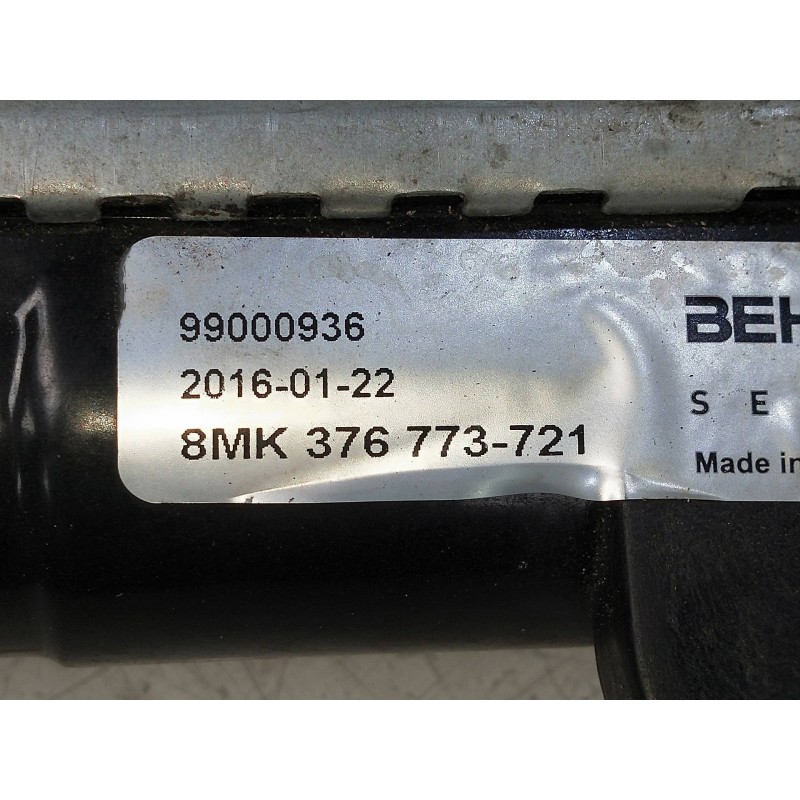 99000936
2016-01-22
8MK 376 773-721
BEH
S E
Made in